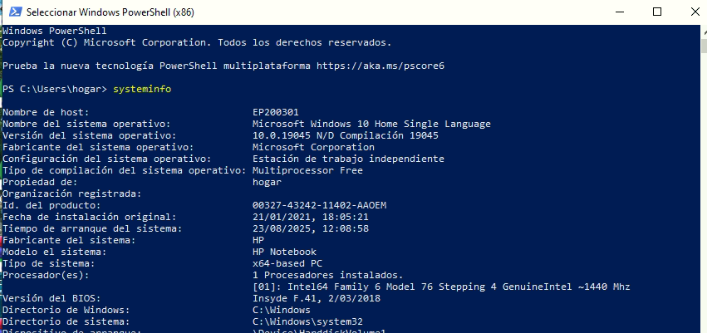 Seleccionar Windows PowerShell (x86)
Windows PowerShell
Copyright (C) Microsoft Corporation. Todos los derechos reservados.
Prueba la nueva tecnología PowerShell multiplataforma https://aka.ms/pscore6
PS C:\Users\hogar> systeminfo
Nombre de host: EP200301
Nombre del sistema operativo: Microsoft Windows 10 Home Single Language
Versión del sistema operativo: 10.0.19045 N/D Compilación 19045
Fabricante del sistema operativo: Microsoft Corporation
Configuración del sistema operativo: Estación de trabajo independiente
Tipo de compilación del sistema operativo: Multiprocessor Free
Propiedad de: hogar
Organización registrada:
Id. del producto: 00327-43242-11402-AAOEM
Fecha de instalación original: 21/01/2021, 18:05:21
Tiempo de arranque del sistema: 23/08/2025, 12:08:58
Fabricante del sistema: HP
Modelo el sistema: HP Notebook
Tipo de sistema: x64-based PC
Procesador(es): 1 Procesadores instalados.
[01]: Intel64 Family 6 Model 76 Stepping 4 GenuineIntel ~1440 Mhz
Versión del BIOS: Insyde F.41, 2/03/2018
Directorio de Windows: C:\Windows
Directorio de sistema: C:\Windows\system32
Dispositivo de arranque: \Device\HarddiskVolume1